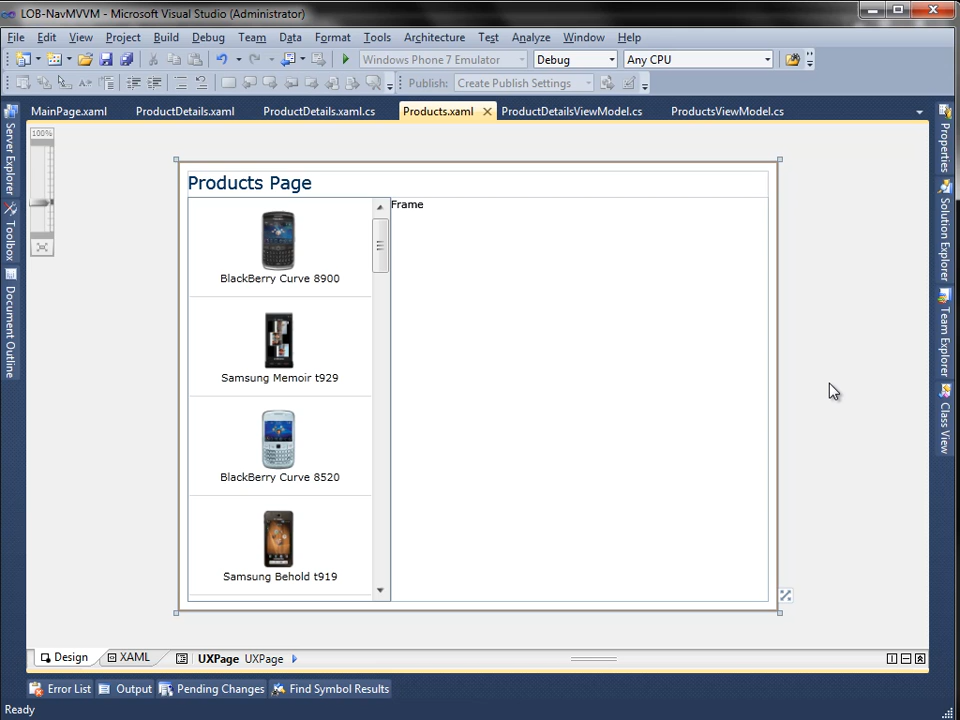 LOB-NavMVVM - Microsoft Visual Studio (Administrator)
File Edit View Project Build Debug Team Data Format Tools Architecture Test Analyze Window Help
Windows Phone 7 Emulator Debug Any CPU
Publish: Create Publish Settings
MainPage.xaml ProductDetails.xaml ProductDetails.xaml.cs Products.xaml ProductDetailsViewModel.cs ProductsViewModel.cs
Server Explorer
Toolbox
Document Outline
100%
Products Page
Frame
BlackBerry Curve 8900
Samsung Memoir t929
BlackBerry Curve 8520
Samsung Behold t919
Properties
Solution Explorer
Team Explorer
Class View
Design XAML UXPage UXPage
Error List Output Pending Changes Find Symbol Results
Ready